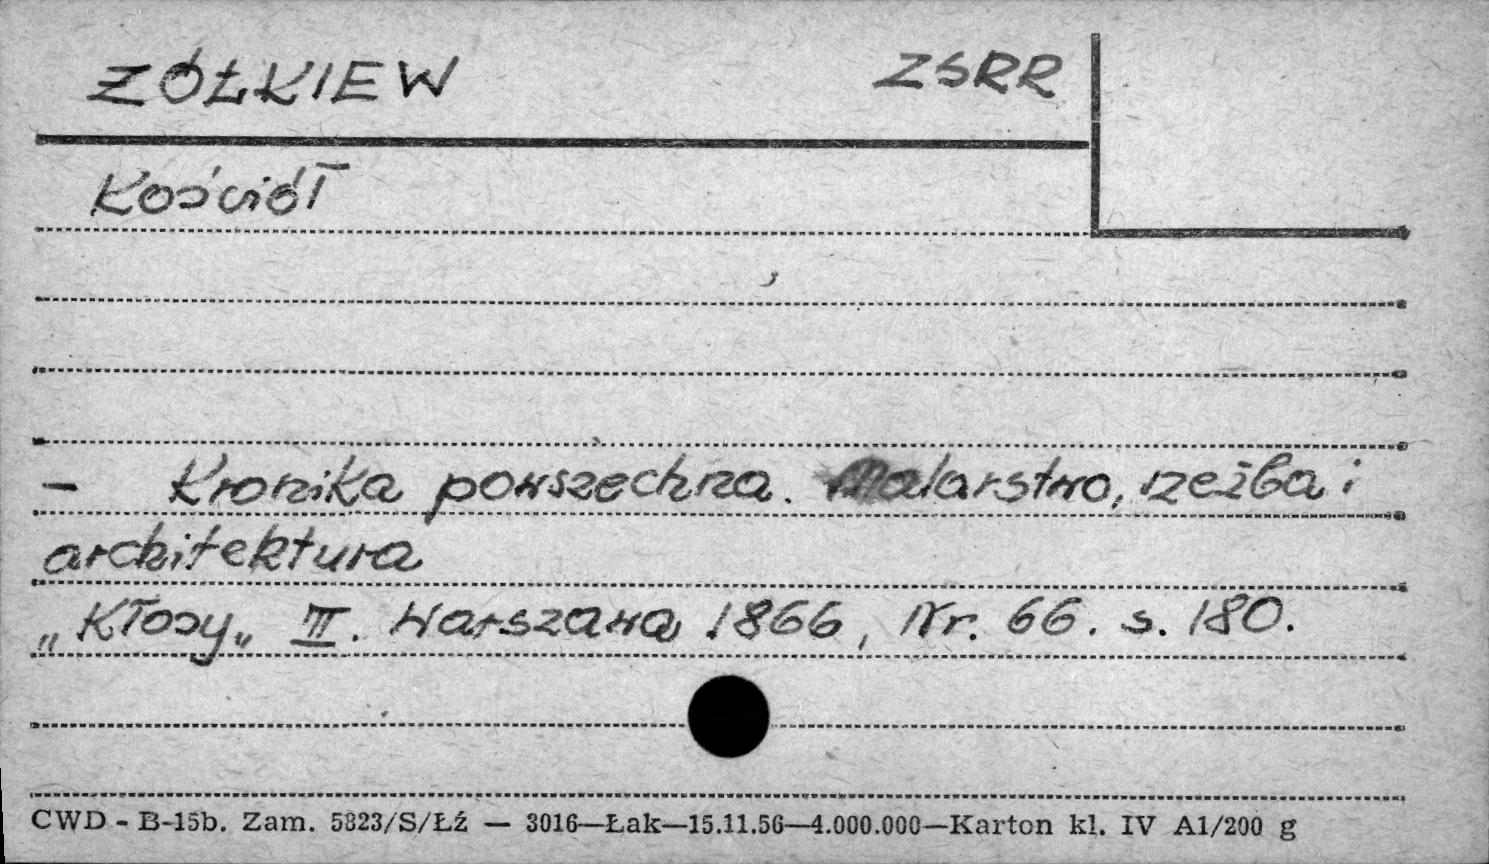 ŻÓŁKIEW ZSRR
Kościół
- Kronika powszechna. Malarstwo, rzeźba i
architektura
„Kłosy„ III. Warszawa 1866, Nr. 66. s. 180.
CWD - B-15b. Zam. 5823/S/Łź — 3016—Łak—15.11.56—4.000.000—Karton kl. IV A1/200 g